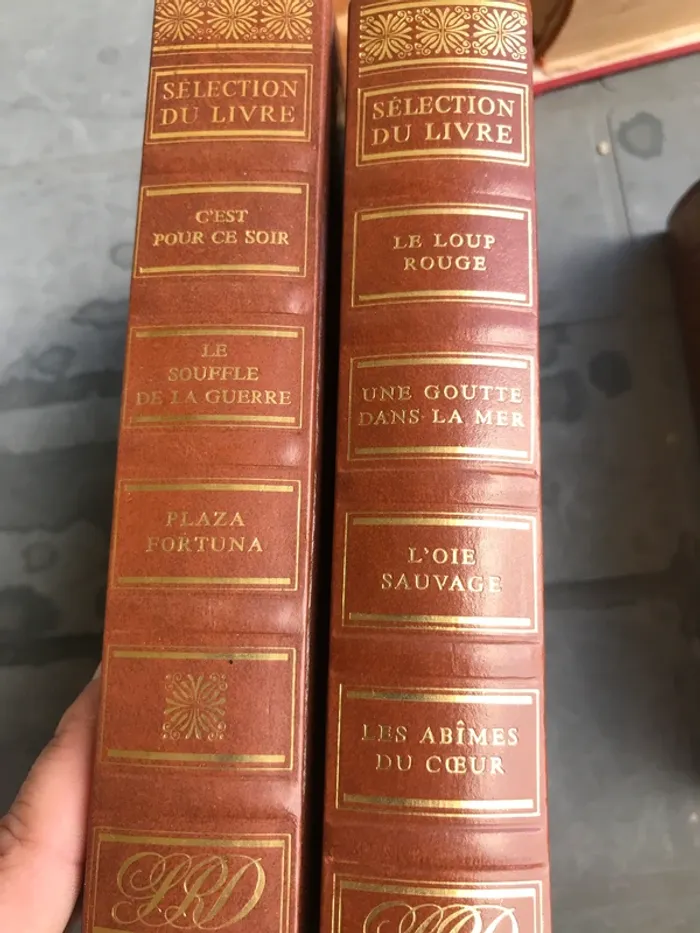 SÉLECTION
DU LIVRE
C'EST
POUR CE SOIR
LE
SOUFFLE
DE LA GUERRE
PLAZA
FORTUNA
SRD
SÉLECTION
DU LIVRE
LE LOUP
ROUGE
UNE GOUTTE
DANS LA MER
L'OIE
SAUVAGE
LES ABÎMES
DU CŒUR
SRD